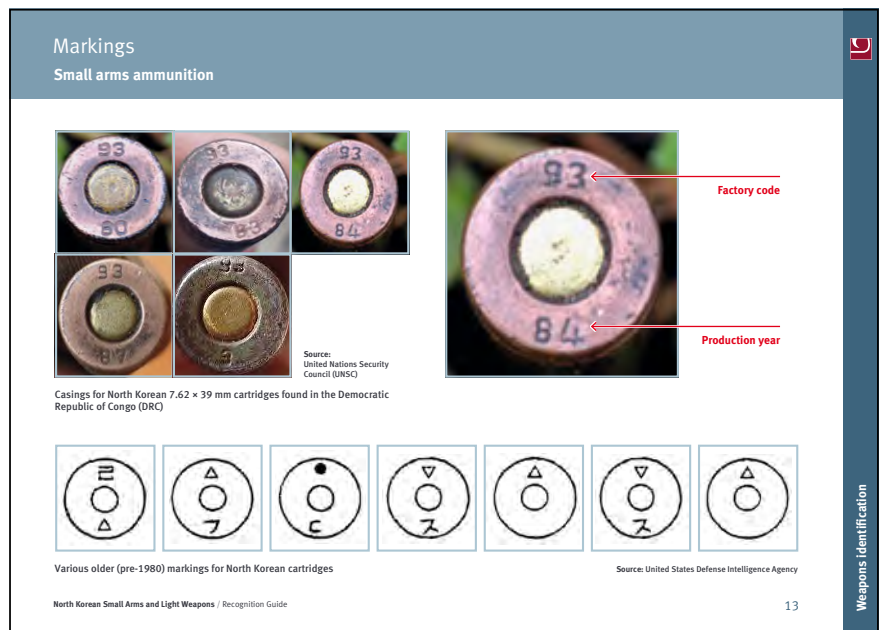 Markings
Small arms ammunition
93
60
93
83
93
84
93
84
Factory code
Production year
93
87
93
9
Source:
United Nations Security
Council (UNSC)
Casings for North Korean 7.62 × 39 mm cartridges found in the Democratic
Republic of Congo (DRC)
ㄹ
ㄱ
ㄷ
ㅈ
ㅈ
Various older (pre-1980) markings for North Korean cartridges
Source: United States Defense Intelligence Agency
North Korean Small Arms and Light Weapons / Recognition Guide
13
Weapons identification